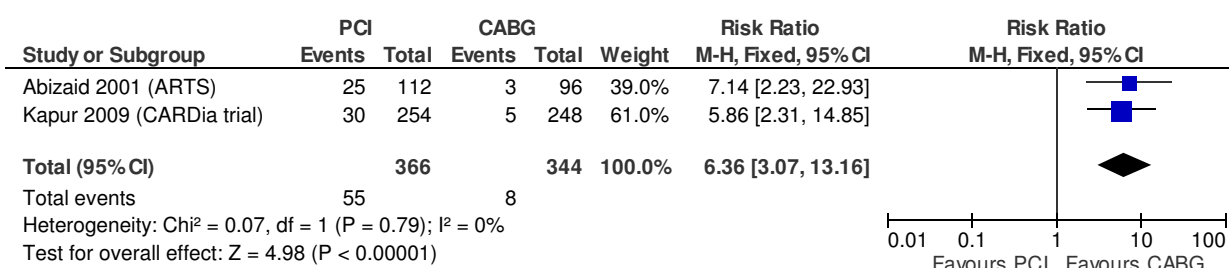 PCI CABG Risk Ratio Risk Ratio
Study or Subgroup Events Total Events Total Weight M-H, Fixed, 95% CI M-H, Fixed, 95% CI
Abizaid 2001 (ARTS) 25 112 3 96 39.0% 7.14 [2.23, 22.93]
Kapur 2009 (CARDia trial) 30 254 5 248 61.0% 5.86 [2.31, 14.85]
Total (95% CI) 366 344 100.0% 6.36 [3.07, 13.16]
Total events 55 8
Heterogeneity: Chi² = 0.07, df = 1 (P = 0.79); I² = 0%
Test for overall effect: Z = 4.98 (P < 0.00001)
0.01 0.1 1 10 100
Favours PCI Favours CABG